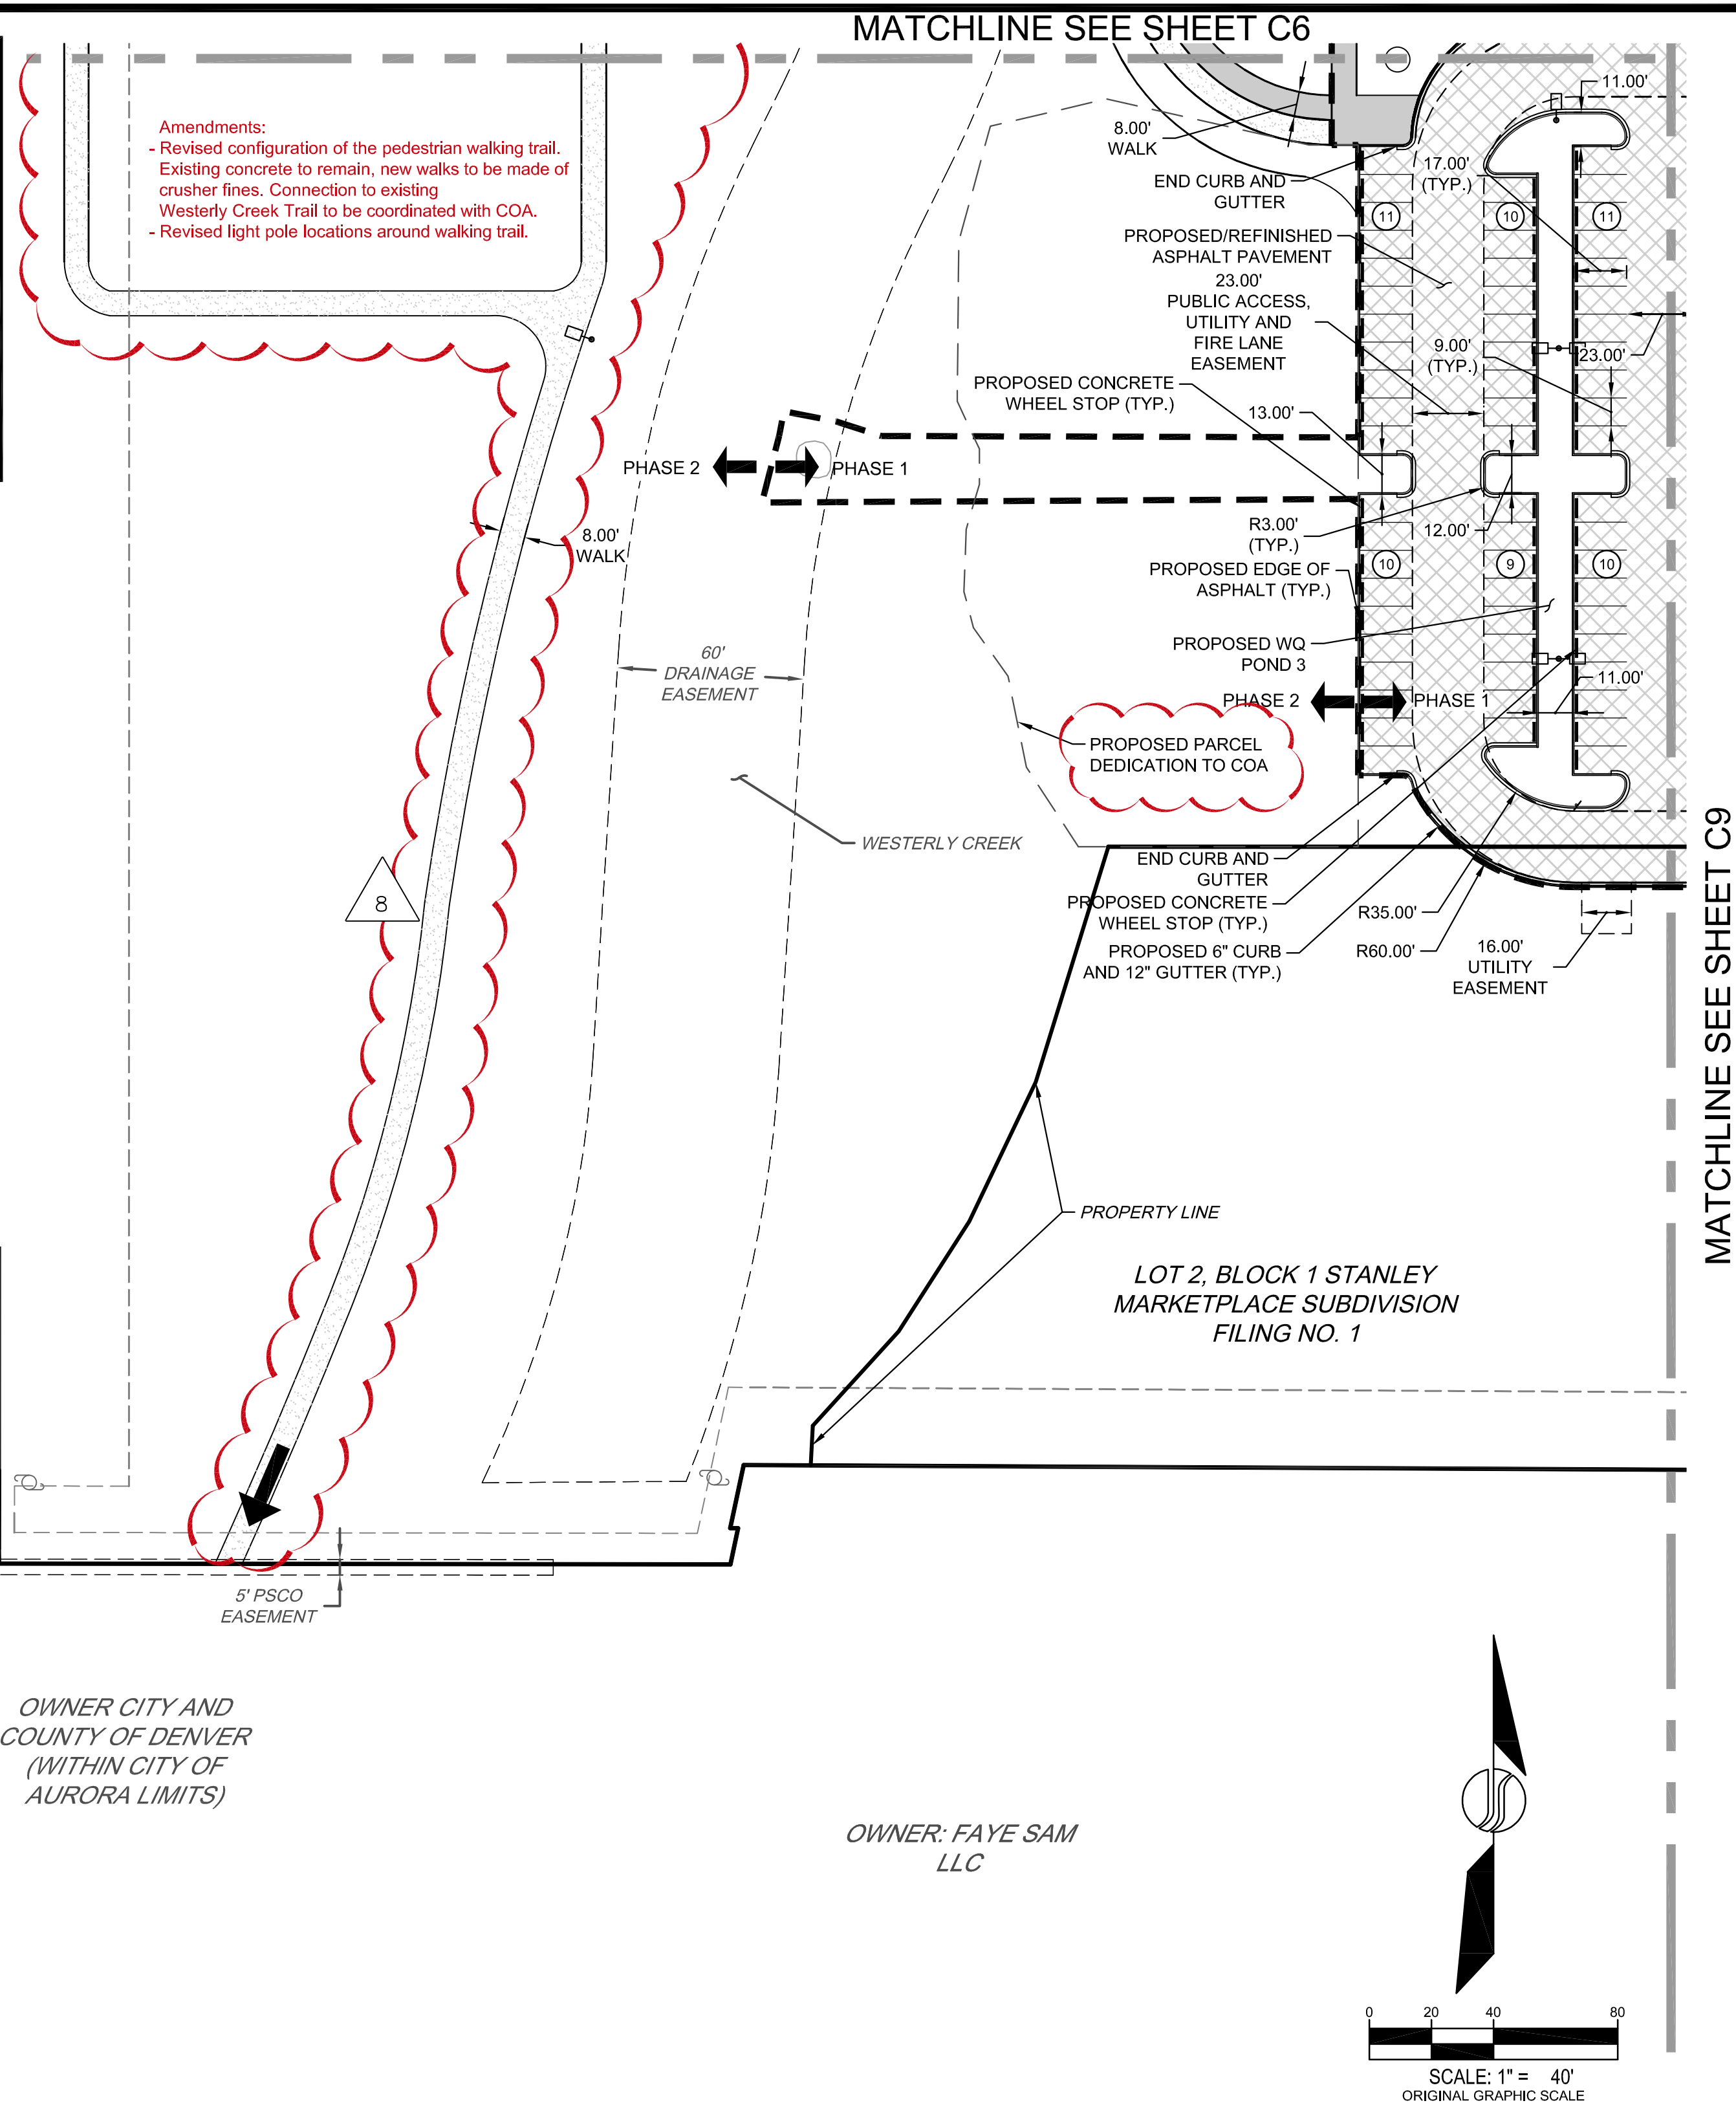 MATCHLINE SEE SHEET C6
Amendments:
- Revised configuration of the pedestrian walking trail.
Existing concrete to remain, new walks to be made of
crusher fines. Connection to existing
Westerly Creek Trail to be coordinated with COA.
- Revised light pole locations around walking trail.
11.00'
8.00'
WALK
17.00'
(TYP.)
END CURB AND
GUTTER
11
10
11
PROPOSED/REFINISHED
ASPHALT PAVEMENT
23.00'
PUBLIC ACCESS,
UTILITY AND
FIRE LANE
EASEMENT
9.00'
(TYP.)
23.00'
PROPOSED CONCRETE
WHEEL STOP (TYP.)
13.00'
PHASE 2
PHASE 1
8.00'
WALK
R3.00'
(TYP.)
12.00'
PROPOSED EDGE OF
ASPHALT (TYP.)
10
9
10
PROPOSED WQ
POND 3
60'
DRAINAGE
EASEMENT
11.00'
PHASE 2
PHASE 1
PROPOSED PARCEL
DEDICATION TO COA
WESTERLY CREEK
END CURB AND
GUTTER
PROPOSED CONCRETE
WHEEL STOP (TYP.)
PROPOSED 6" CURB
AND 12" GUTTER (TYP.)
R35.00'
R60.00'
16.00'
UTILITY
EASEMENT
8
MATCHLINE SEE SHEET C9
PROPERTY LINE
LOT 2, BLOCK 1 STANLEY
MARKETPLACE SUBDIVISION
FILING NO. 1
5' PSCO
EASEMENT
OWNER CITY AND
COUNTY OF DENVER
(WITHIN CITY OF
AURORA LIMITS)
OWNER: FAYE SAM
LLC
0 20 40 80
SCALE: 1" = 40'
ORIGINAL GRAPHIC SCALE